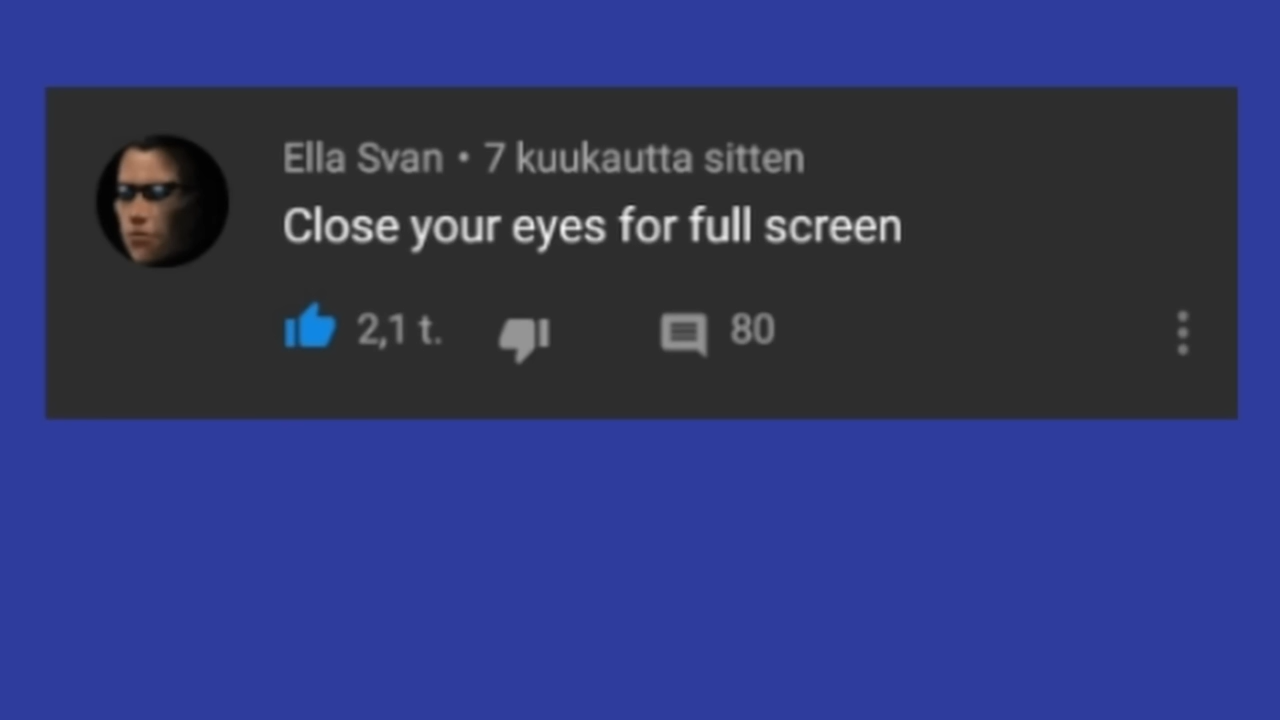 Ella Svan • 7 kuukautta sitten
Close your eyes for full screen
2,1 t. 80